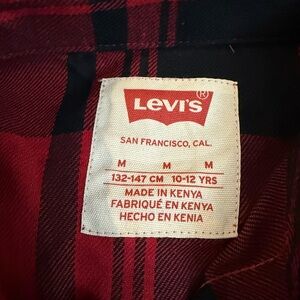 LEVI'S ®
SAN FRANCISCO, CAL.
M M M
132-147 CM 10-12 YRS
MADE IN KENYA
FABRIQUÉ EN KENYA
HECHO EN KENIA